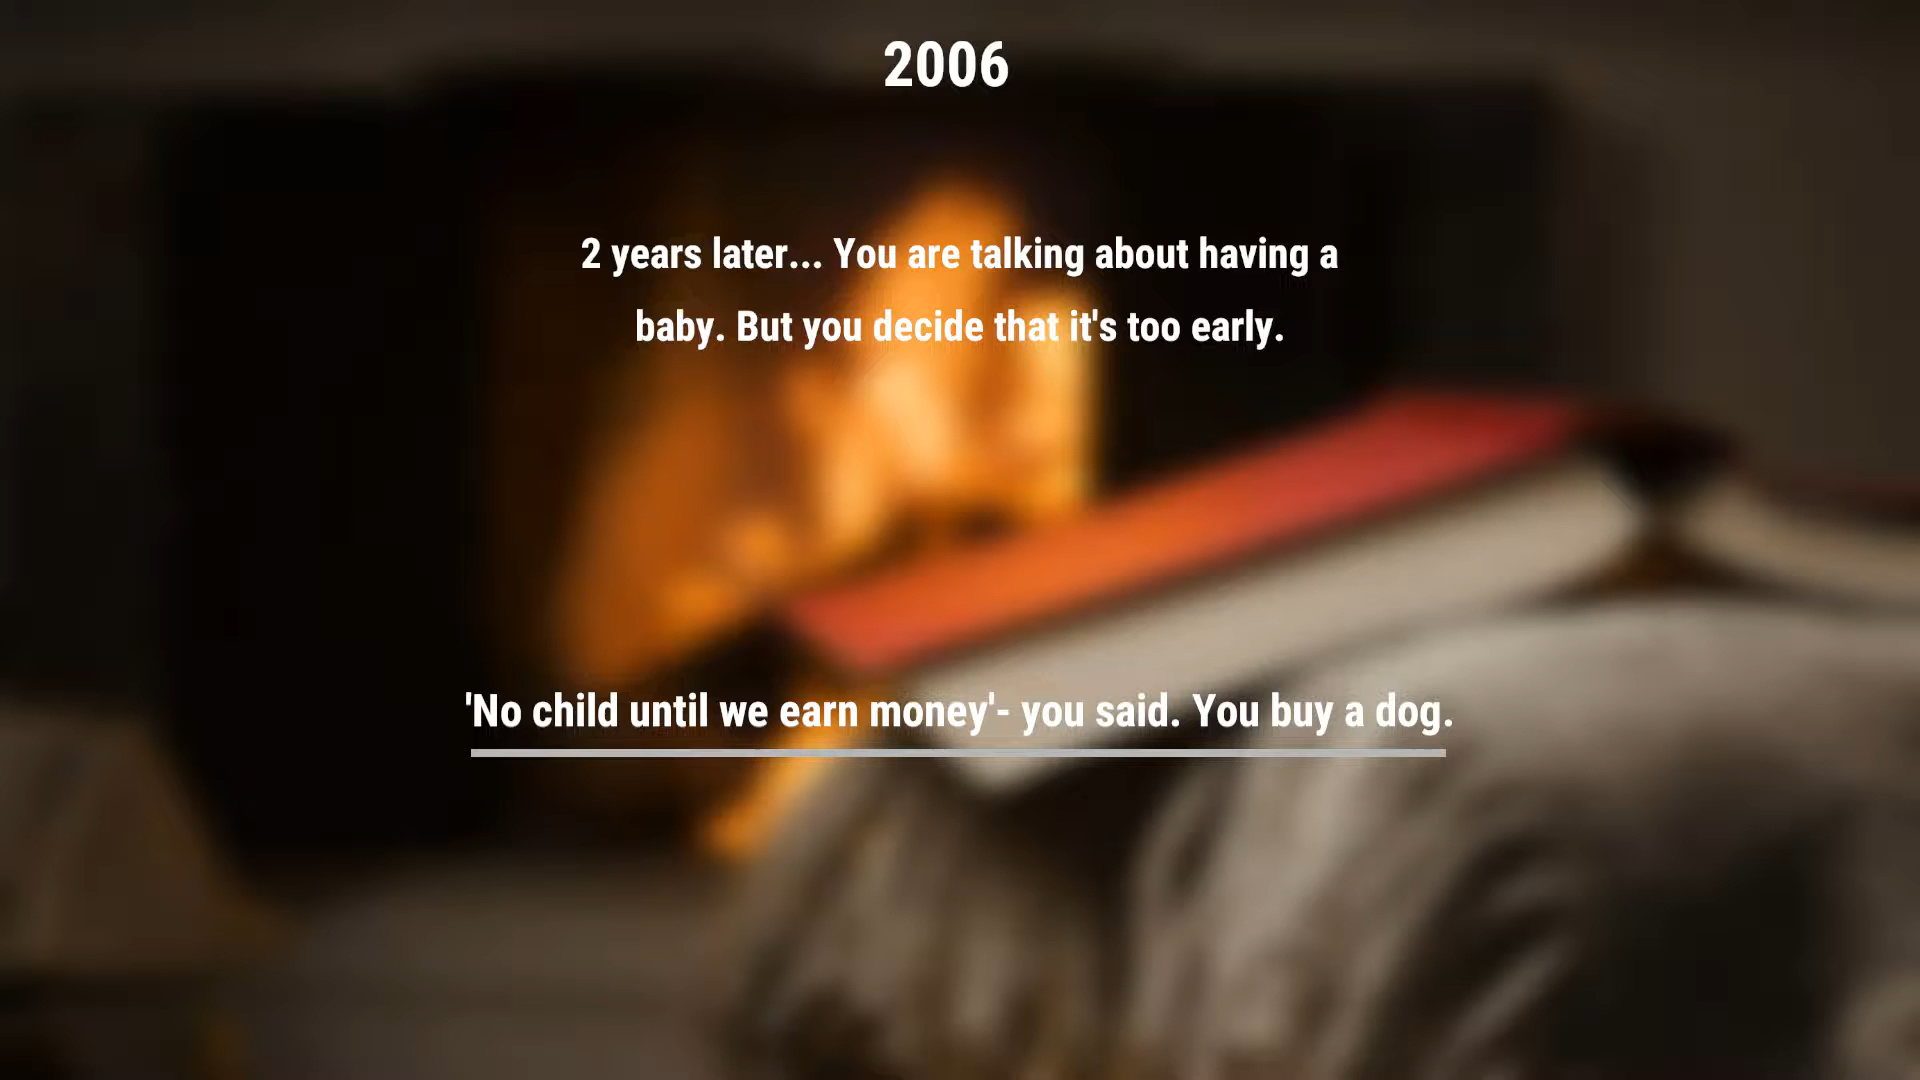 2006
2 years later... You are talking about having a
baby. But you decide that it's too early.
'No child until we earn money'- you said. You buy a dog.